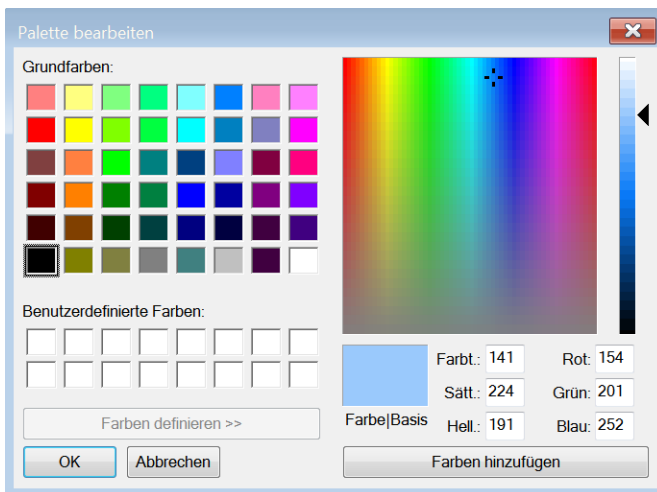 Palette bearbeiten
Grundfarben:
Benutzerdefinierte Farben:
Farben definieren >>
OK
Abbrechen
Farbe|Basis
Farbt.: 141
Sätt.: 224
Hell.: 191
Rot: 154
Grün: 201
Blau: 252
Farben hinzufügen